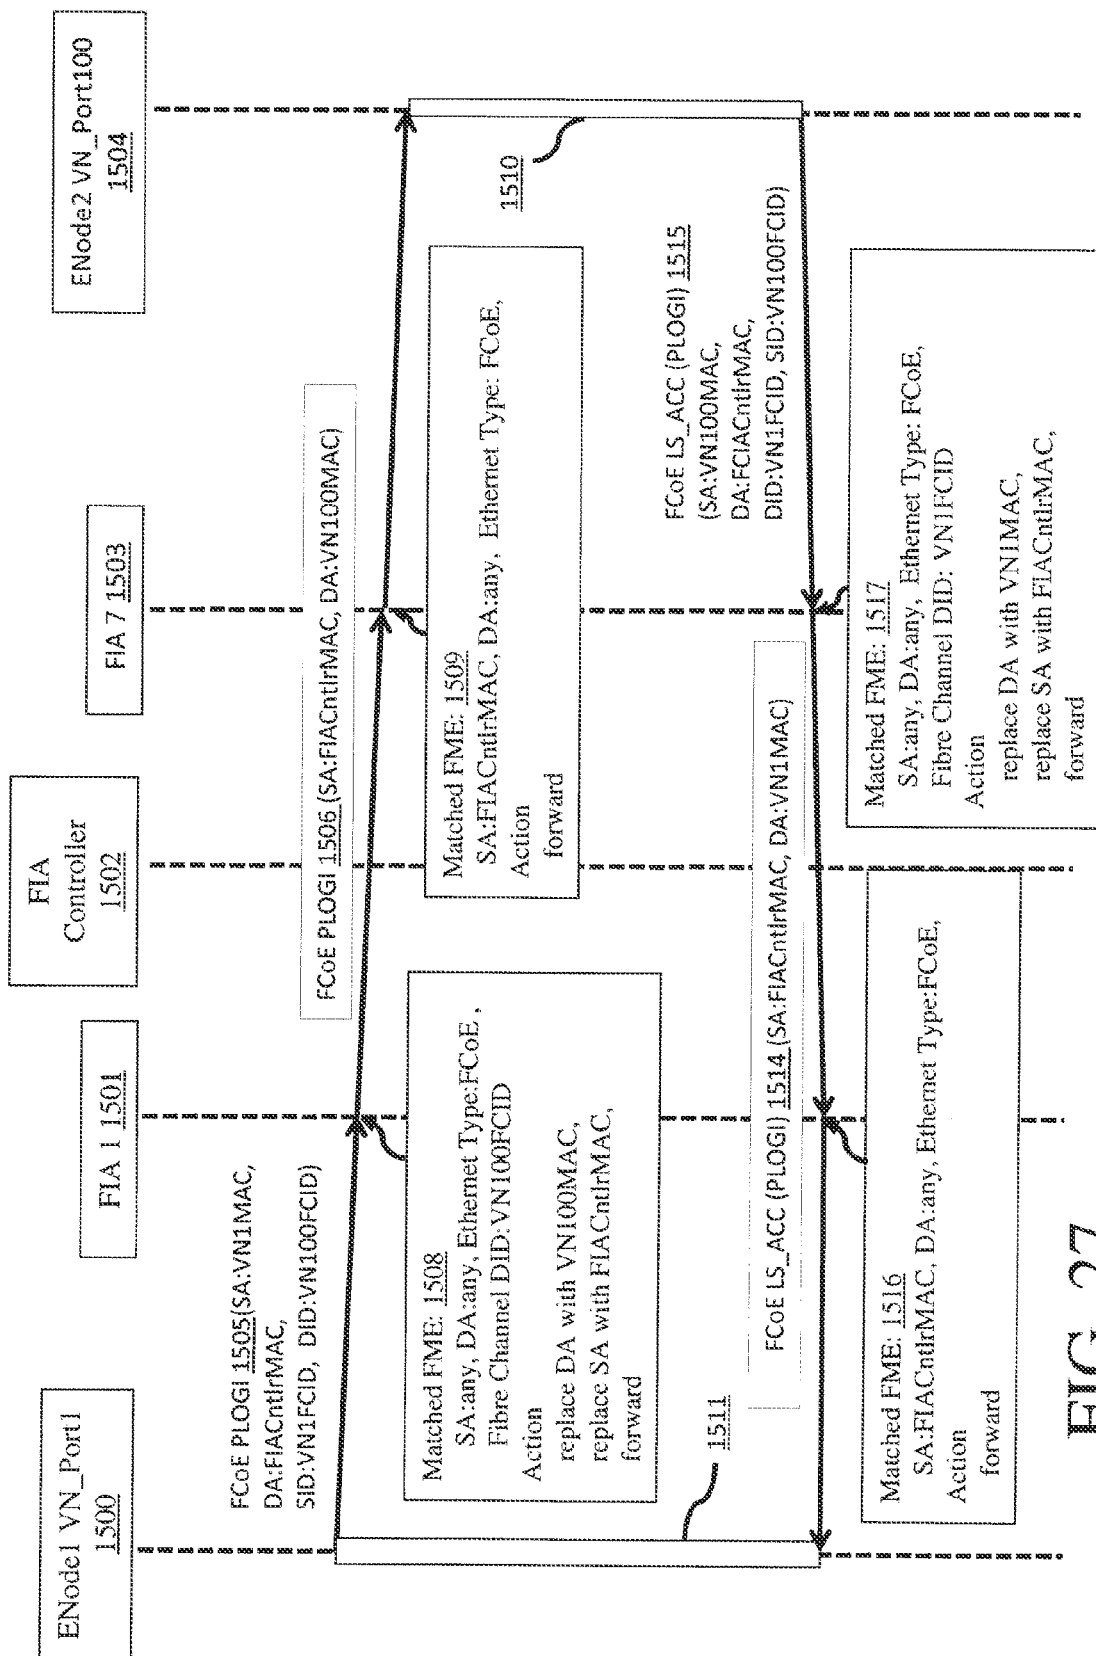 ENode1 VN_Port1
1500
FIA 1 1501
FIA
Controller
1502
FIA 7 1503
ENode2 VN_Port100
1504
FCoE PLOGI 1505(SA:VN1MAC,
DA:FIACntlrMAC,
SID:VN1FCID, DID:VN100FCID)
FCoE PLOGI 1506 (SA:FIACntlrMAC, DA:VN100MAC)
Matched FME: 1508
SA:any, DA:any, Ethernet Type:FCoE ,
Fibre Channel DID:VN100FCID
Action
replace DA with VN100MAC,
replace SA with FIACntlrMAC,
forward
Matched FME: 1509
SA:FIACntlrMAC, DA:any, Ethernet Type: FCoE,
Action
forward
1510
FCoE LS_ACC (PLOGI) 1515
(SA:VN100MAC,
DA:FCIACntlrMAC,
DID:VN1FCID, SID:VN100FCID)
1511
FCoE LS_ACC (PLOGI) 1514 (SA:FIACntlrMAC, DA:VN1MAC)
Matched FME: 1516
SA:FIACntlrMAC, DA:any, Ethernet Type:FCoE,
Action
forward
Matched FME: 1517
SA:any, DA:any, Ethernet Type: FCoE,
Fibre Channel DID: VN1FCID
Action
replace DA with VN1MAC,
replace SA with FIACntlrMAC,
forward
FIG. 27